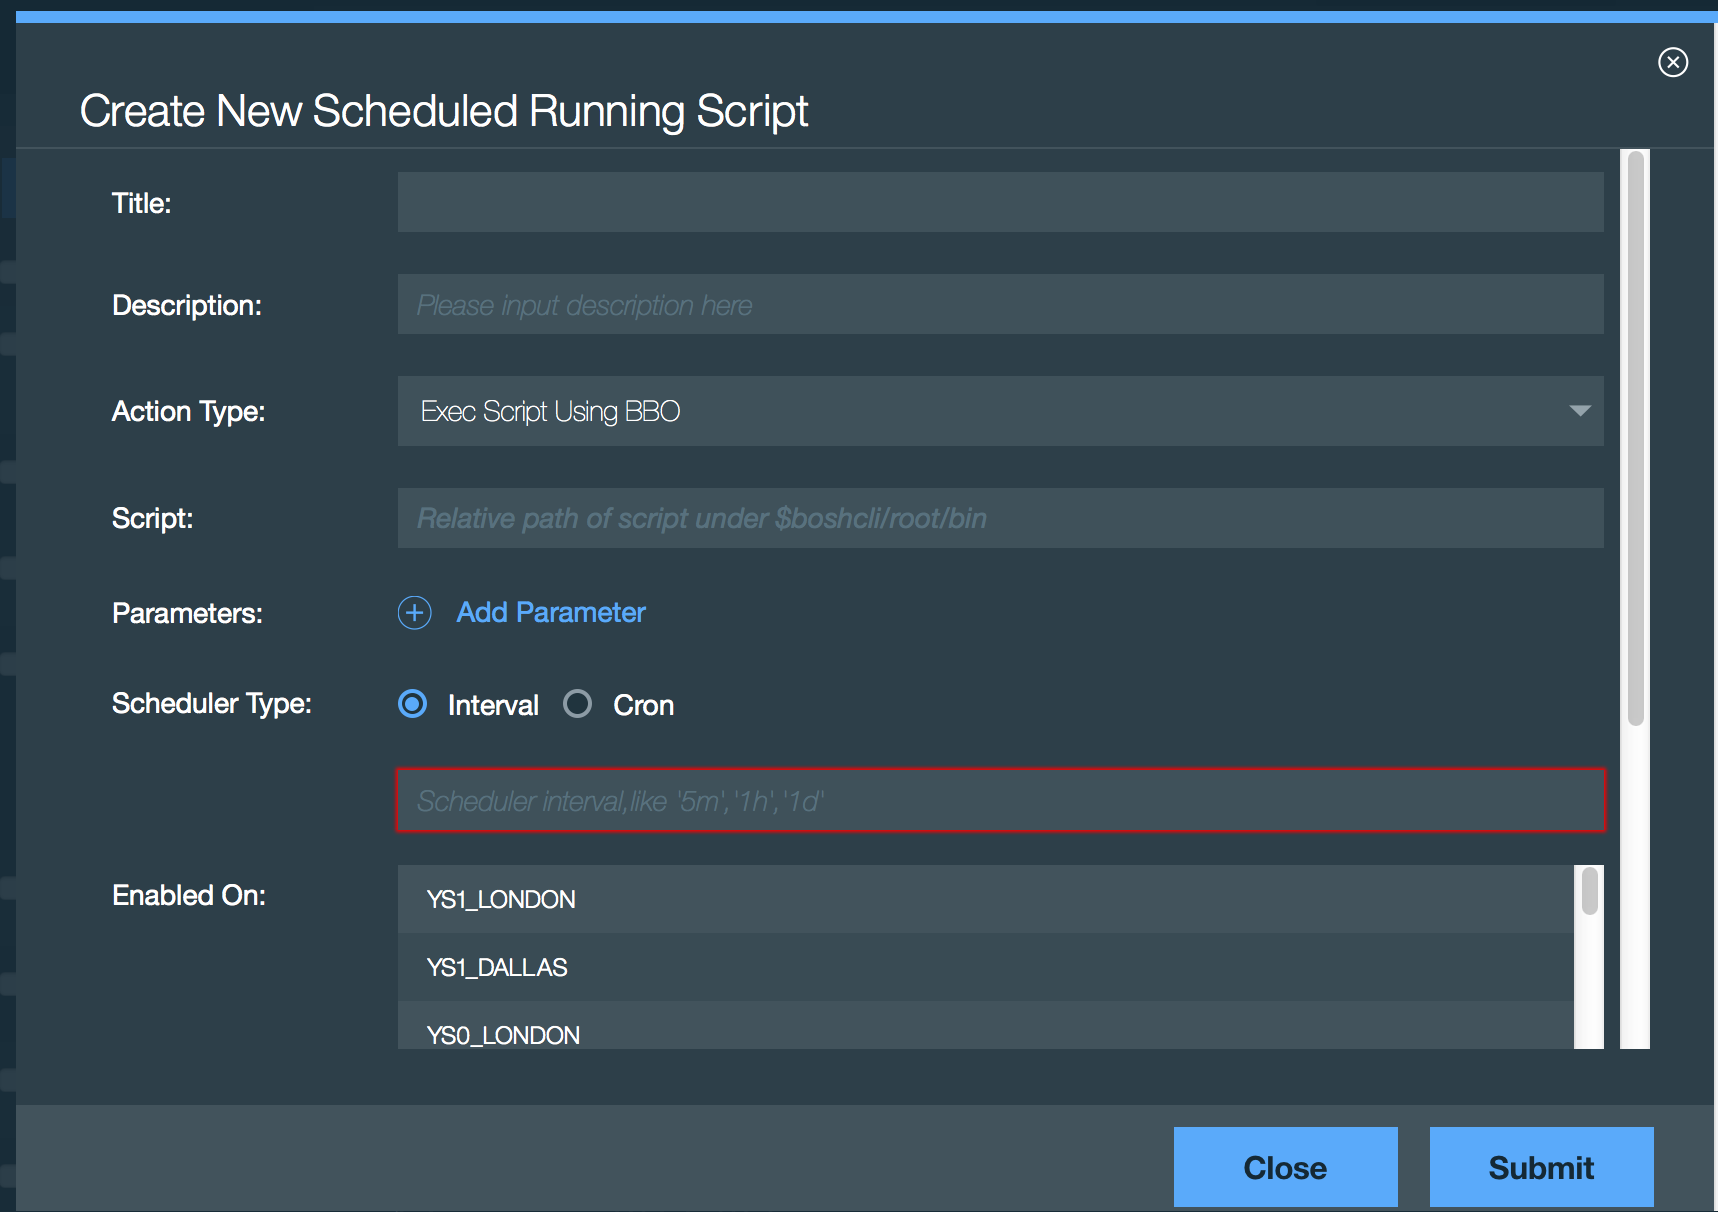 Create New Scheduled Running Script
Title:
Description:
Please input description here
Action Type:
Exec Script Using BBO
Script:
Relative path of script under $boshcli/root/bin
Parameters:
Add Parameter
Scheduler Type:
Interval
Cron
Scheduler interval,like '5m','1h','1d'
Enabled On:
YS1_LONDON
YS1_DALLAS
YS0_LONDON
Close
Submit